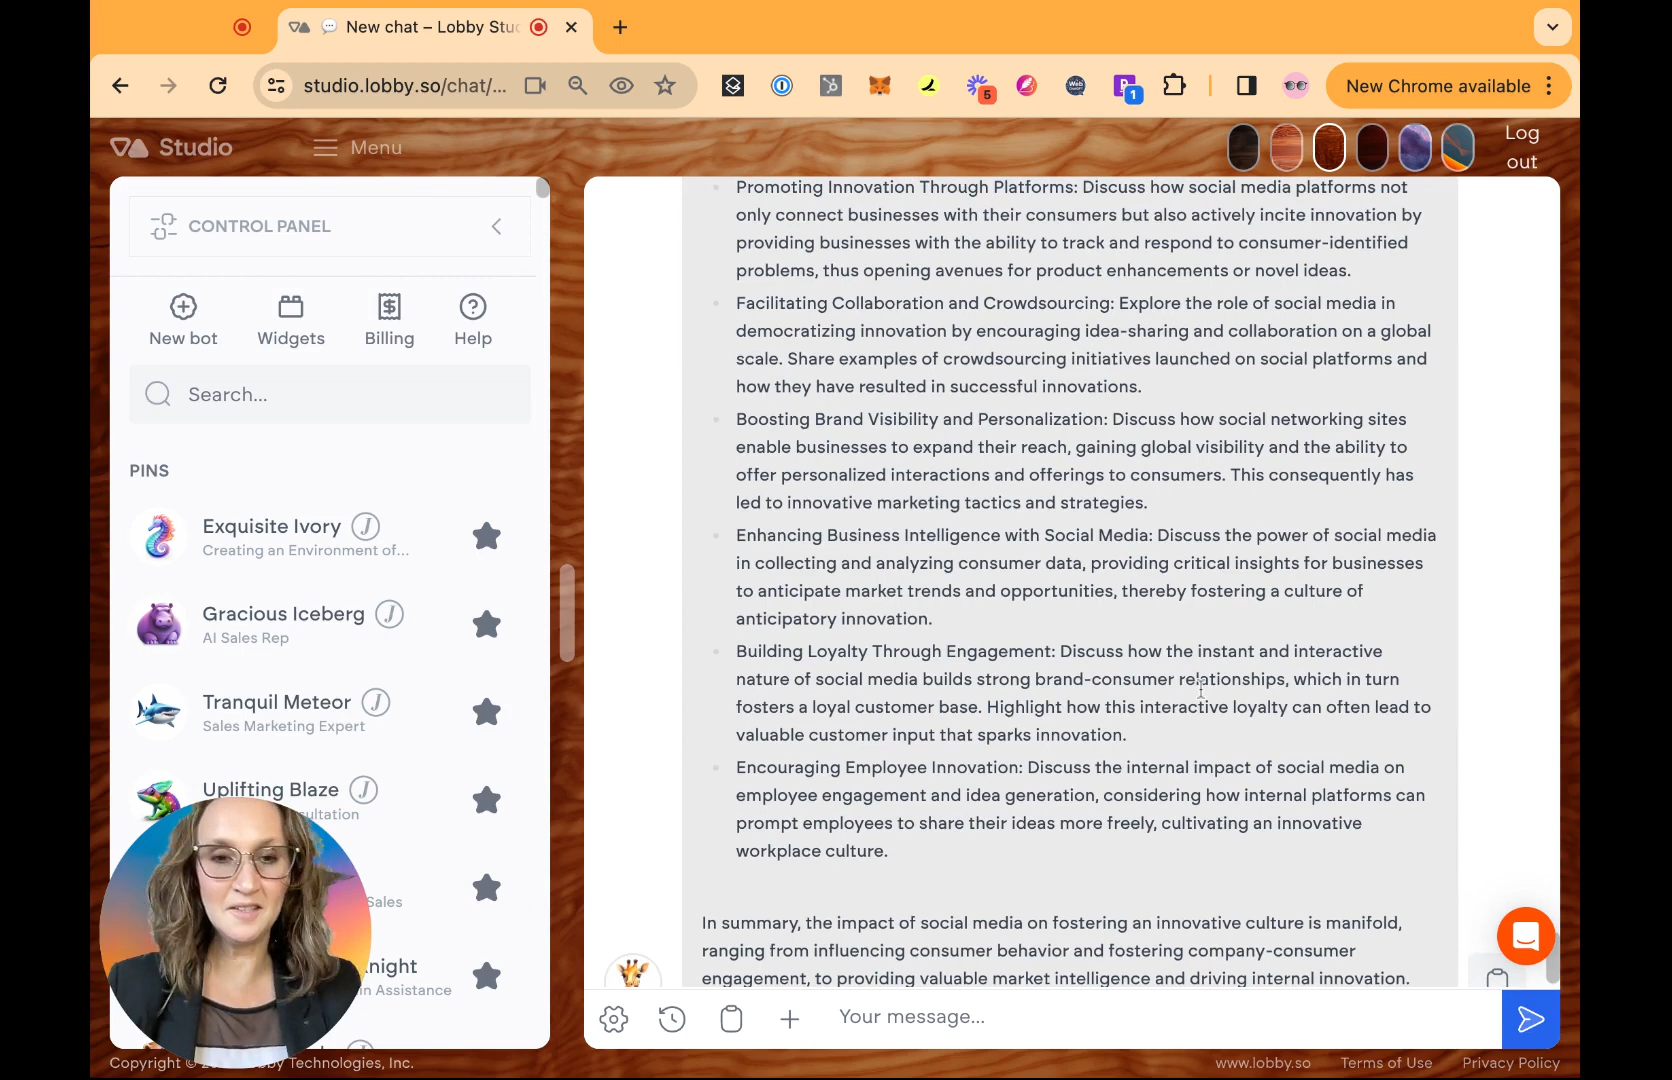 New chat – Lobby Stu
studio.lobby.so/chat/...
5
1
New Chrome available
Studio
Menu
Log
out
CONTROL PANEL
New bot
Widgets
Billing
Help
Search...
PINS
Exquisite Ivory J
Creating an Environment of...
Gracious Iceberg J
AI Sales Rep
Tranquil Meteor J
Sales Marketing Expert
Uplifting Blaze J
Sales
Assistance
Promoting Innovation Through Platforms: Discuss how social media platforms not
only connect businesses with their consumers but also actively incite innovation by
providing businesses with the ability to track and respond to consumer-identified
problems, thus opening avenues for product enhancements or novel ideas.
Facilitating Collaboration and Crowdsourcing: Explore the role of social media in
democratizing innovation by encouraging idea-sharing and collaboration on a global
scale. Share examples of crowdsourcing initiatives launched on social platforms and
how they have resulted in successful innovations.
Boosting Brand Visibility and Personalization: Discuss how social networking sites
enable businesses to expand their reach, gaining global visibility and the ability to
offer personalized interactions and offerings to consumers. This consequently has
led to innovative marketing tactics and strategies.
Enhancing Business Intelligence with Social Media: Discuss the power of social media
in collecting and analyzing consumer data, providing critical insights for businesses
to anticipate market trends and opportunities, thereby fostering a culture of
anticipatory innovation.
Building Loyalty Through Engagement: Discuss how the instant and interactive
nature of social media builds strong brand-consumer relationships, which in turn
fosters a loyal customer base. Highlight how this interactive loyalty can often lead to
valuable customer input that sparks innovation.
Encouraging Employee Innovation: Discuss the internal impact of social media on
employee engagement and idea generation, considering how internal platforms can
prompt employees to share their ideas more freely, cultivating an innovative
workplace culture.
In summary, the impact of social media on fostering an innovative culture is manifold,
ranging from influencing consumer behavior and fostering company-consumer
engagement, to providing valuable market intelligence and driving internal innovation.
Your message...
Copyright ©
Technologies, Inc.
www.lobby.so
Terms of Use
Privacy Policy